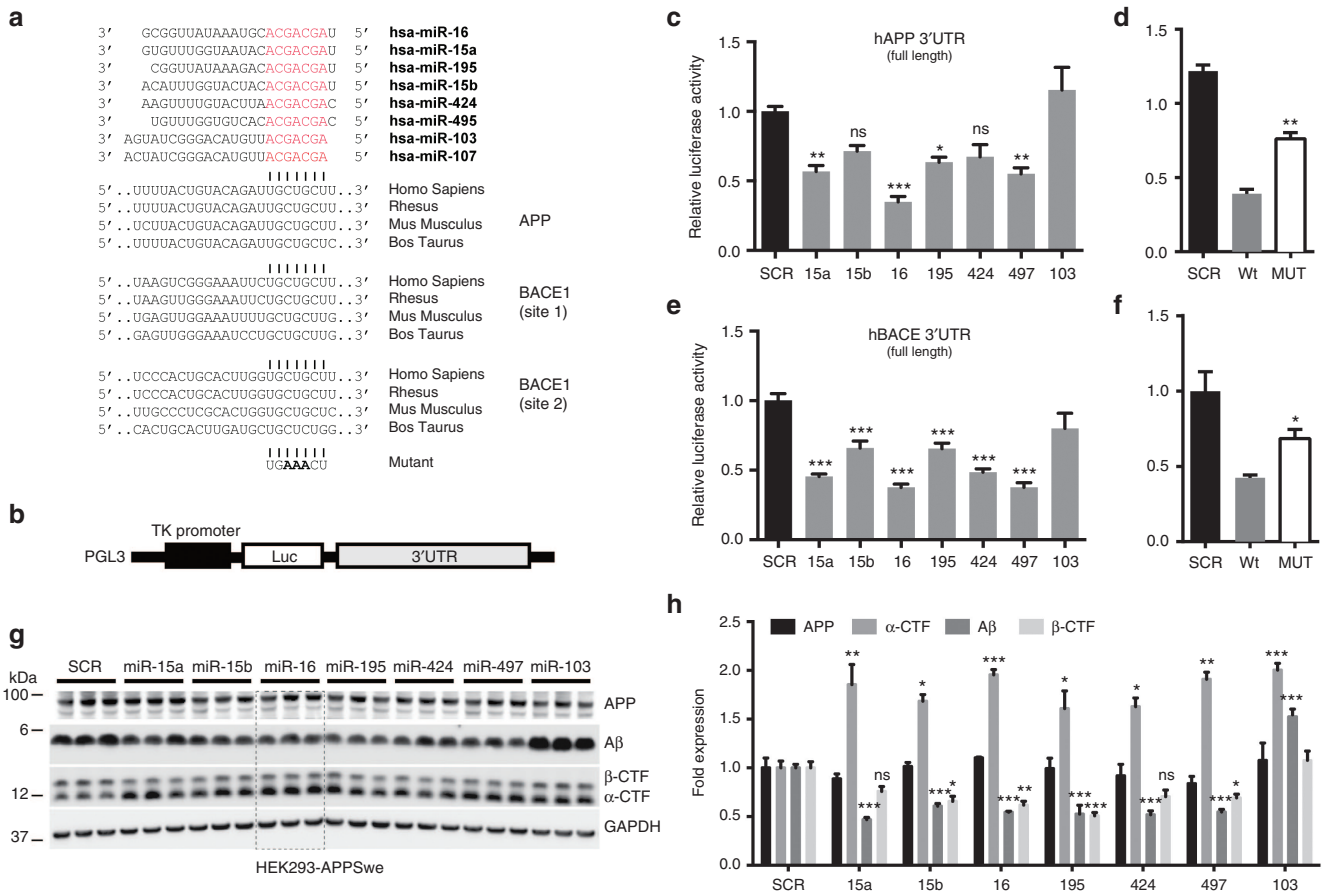 a
3′ GCGGUUAUAAAUGCACGACGAU 5′ hsa-miR-16
3′ GUGUUUGGUAAUACACGACGAU 5′ hsa-miR-15a
3′ CGGUUAUAAAGACACGACGAU 5′ hsa-miR-195
3′ ACAUUUGGUACUACACGACGAU 5′ hsa-miR-15b
3′ AAGUUUUGUACUUAACGACGAC 5′ hsa-miR-424
3′ UGUUUGGUGUCACACGACGAC 5′ hsa-miR-495
3′ AGUAUCGGGACAUGUUACGACGA 5′ hsa-miR-103
3′ ACUAUCGGGACAUGUUACGACGA 5′ hsa-miR-107
5′..UUUUACUGUACAGAUUGCUGCUU..3′ Homo Sapiens
5′..UUUUACUGUACAGAUUGCUGCUU..3′ Rhesus
5′..UCUUACUGUACAGAUUGCUGCUU..3′ Mus Musculus
5′..UUUUACUGUACAGAUUGCUGCUC..3′ Bos Taurus
APP
5′..UAAGUCGGGAAAUUCUGCUGCUU..3′ Homo Sapiens
5′..UAAGUUGGGAAAUUCUGCUGCUU..3′ Rhesus
5′..UGAGUUGGGAAAUUUUGCUGCUUG..3′ Mus Musculus
5′..GAGUUGGGAAAUCCUGCUGCUUG..3′ Bos Taurus
BACE1
(site 1)
5′..UCCCACUGCACUUGGUGCUGCUU..3′ Homo Sapiens
5′..UCCCACUGCACUUGGUGCUGCUU..3′ Rhesus
5′..UUGCCCUCGCACUGGUGCUGCUC..3′ Mus Musculus
5′..CACUGCACUUGAUGCUGCUCUGG..3′ Bos Taurus
BACE1
(site 2)
UGAAACU Mutant
b
PGL3
TK promoter
Luc
3′UTR
c
hAPP 3′UTR
(full length)
Relative luciferase activity
1.5
1.0
0.5
0.0
** ns *** * ns **
SCR 15a 15b 16 195 424 497 103
d
1.5
1.0
0.5
0.0
**
SCR Wt MUT
e
hBACE 3′UTR
(full length)
Relative luciferase activity
1.5
1.0
0.5
0.0
*** *** *** *** *** ***
SCR 15a 15b 16 195 424 497 103
f
1.5
1.0
0.5
0.0
*
SCR Wt MUT
g
kDa
SCR miR-15a miR-15b miR-16 miR-195 miR-424 miR-497 miR-103
100
6
12
37
APP
Aβ
β-CTF
α-CTF
GAPDH
HEK293-APPSwe
h
APP α-CTF Aβ β-CTF
Fold expression
2.5
2.0
1.5
1.0
0.5
0.0
** *** ns
* *** *
*** *** **
* *** ***
* *** ns
** *** *
*** ***
SCR 15a 15b 16 195 424 497 103